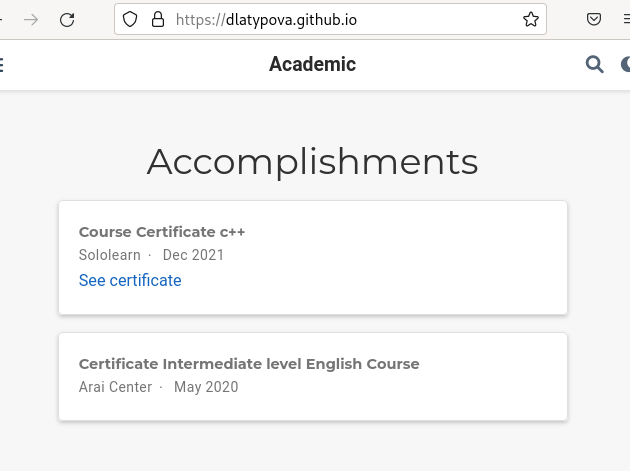 https://dlatypova.github.io
Academic
Accomplishments
Course Certificate c++
Sololearn · Dec 2021
See certificate
Certificate Intermediate level English Course
Arai Center · May 2020